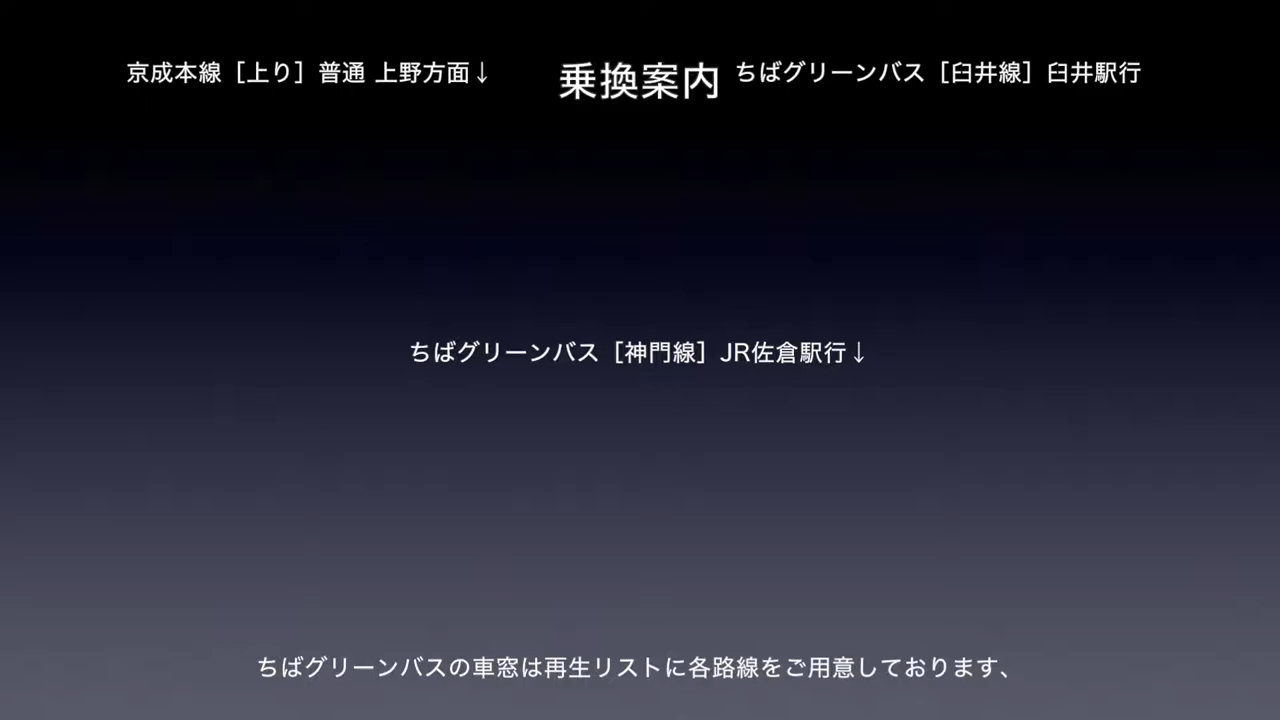 京成本線［上り］普通 上野方面↓
乗換案内
ちばグリーンバス［臼井線］臼井駅行
ちばグリーンバス［神門線］JR佐倉駅行↓
ちばグリーンバスの車窓は再生リストに各路線をご用意しております、